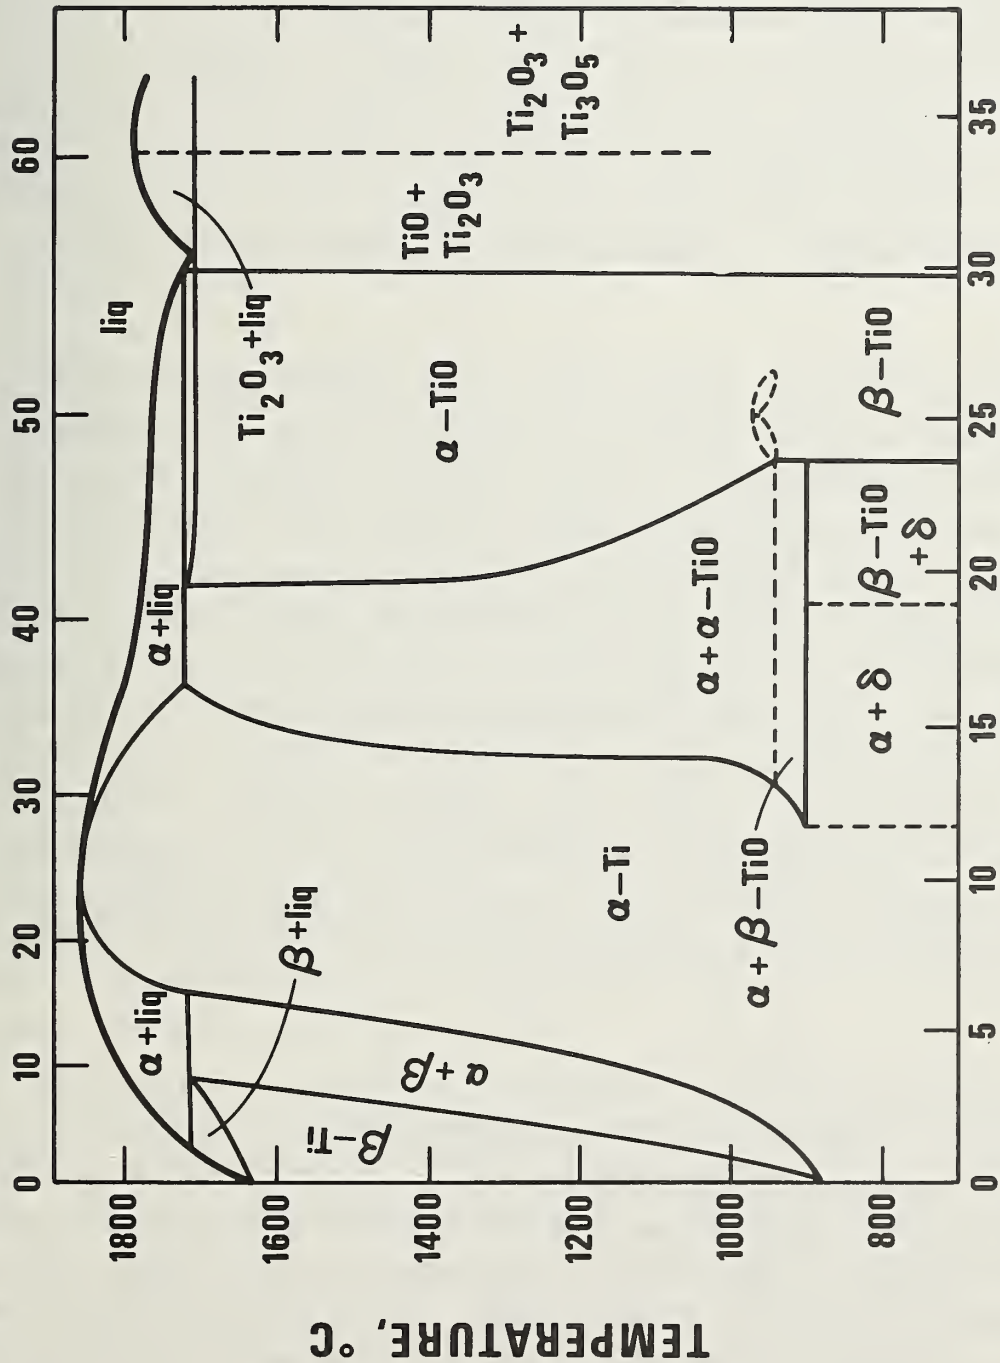 0 10 20 30 40 50 60
TEMPERATURE, °C
1800
1600
1400
1200
1000
800
liq
α+liq
α+liq
Ti₂O₃+liq
β+liq
β–Ti
α+β
α–Ti
α–TiO
TiO +
Ti₂O₃
Ti₂O₃ +
Ti₃O₅
α+α–TiO
α+β–TiO
α+δ
β–TiO
+δ
β–TiO
0 5 10 15 20 25 30 35